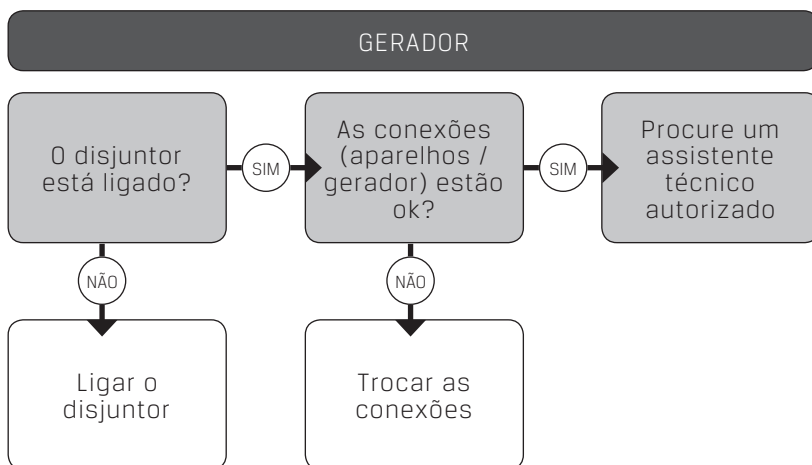 GERADOR
O disjuntor
está ligado?
SIM
As conexões
(aparelhos /
gerador) estão
ok?
SIM
Procure um
assistente
técnico
autorizado
NÃO
NÃO
Ligar o
disjuntor
Trocar as
conexões